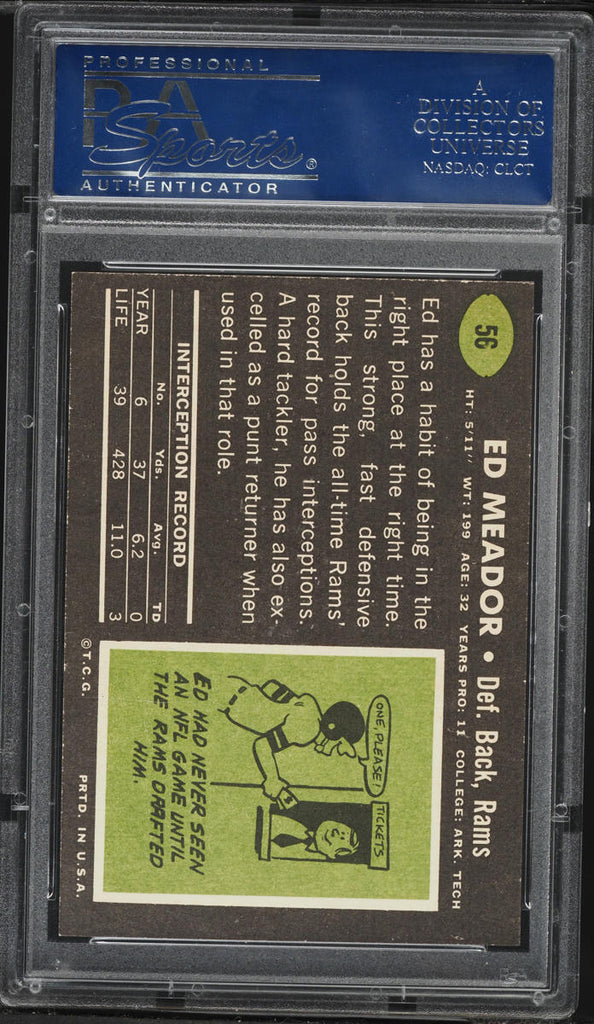 PROFESSIONAL
PSA
Sports®
AUTHENTICATOR
A
DIVISION OF
COLLECTORS
UNIVERSE
NASDAQ: CLCT
56
ED MEADOR • Def. Back, Rams
HT: 5/11" WT: 199 AGE: 32 YEARS PRO: 11 COLLEGE: ARK. TECH
Ed has a habit of being in the
right place at the right time.
This strong, fast defensive
back holds the all-time Rams'
record for pass interceptions.
A hard tackler, he has also ex-
celled as a punt returner when
used in that role.
INTERCEPTION RECORD
No. Yds. Avg. TD
YEAR 6 37 6.2 0
LIFE 39 428 11.0 3
ONE, PLEASE!
TICKETS
ED HAD NEVER SEEN
AN NFL GAME UNTIL
THE RAMS DRAFTED
HIM.
©T.C.G.
PRTD. IN U.S.A.